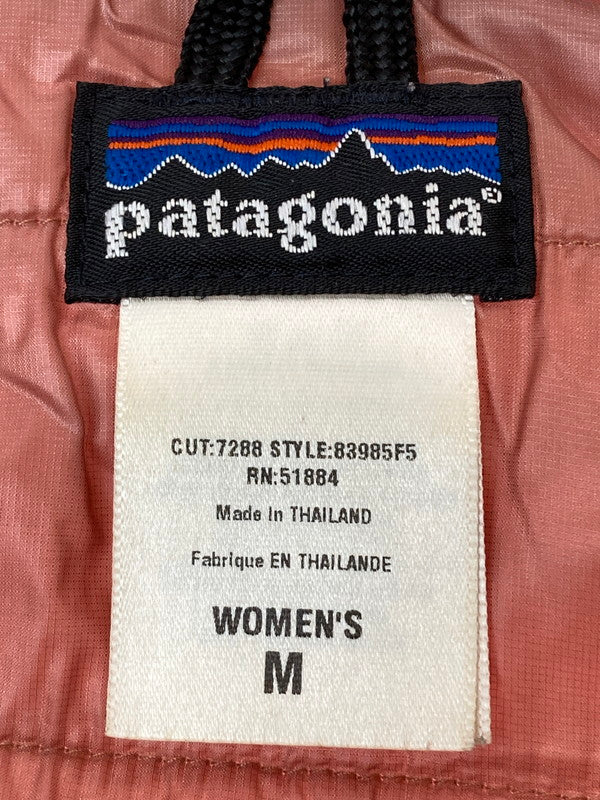 patagonia®
CUT:7288 STYLE:83985F5
RN:51884
Made in THAILAND
Fabrique EN THAILANDE
WOMEN'S
M